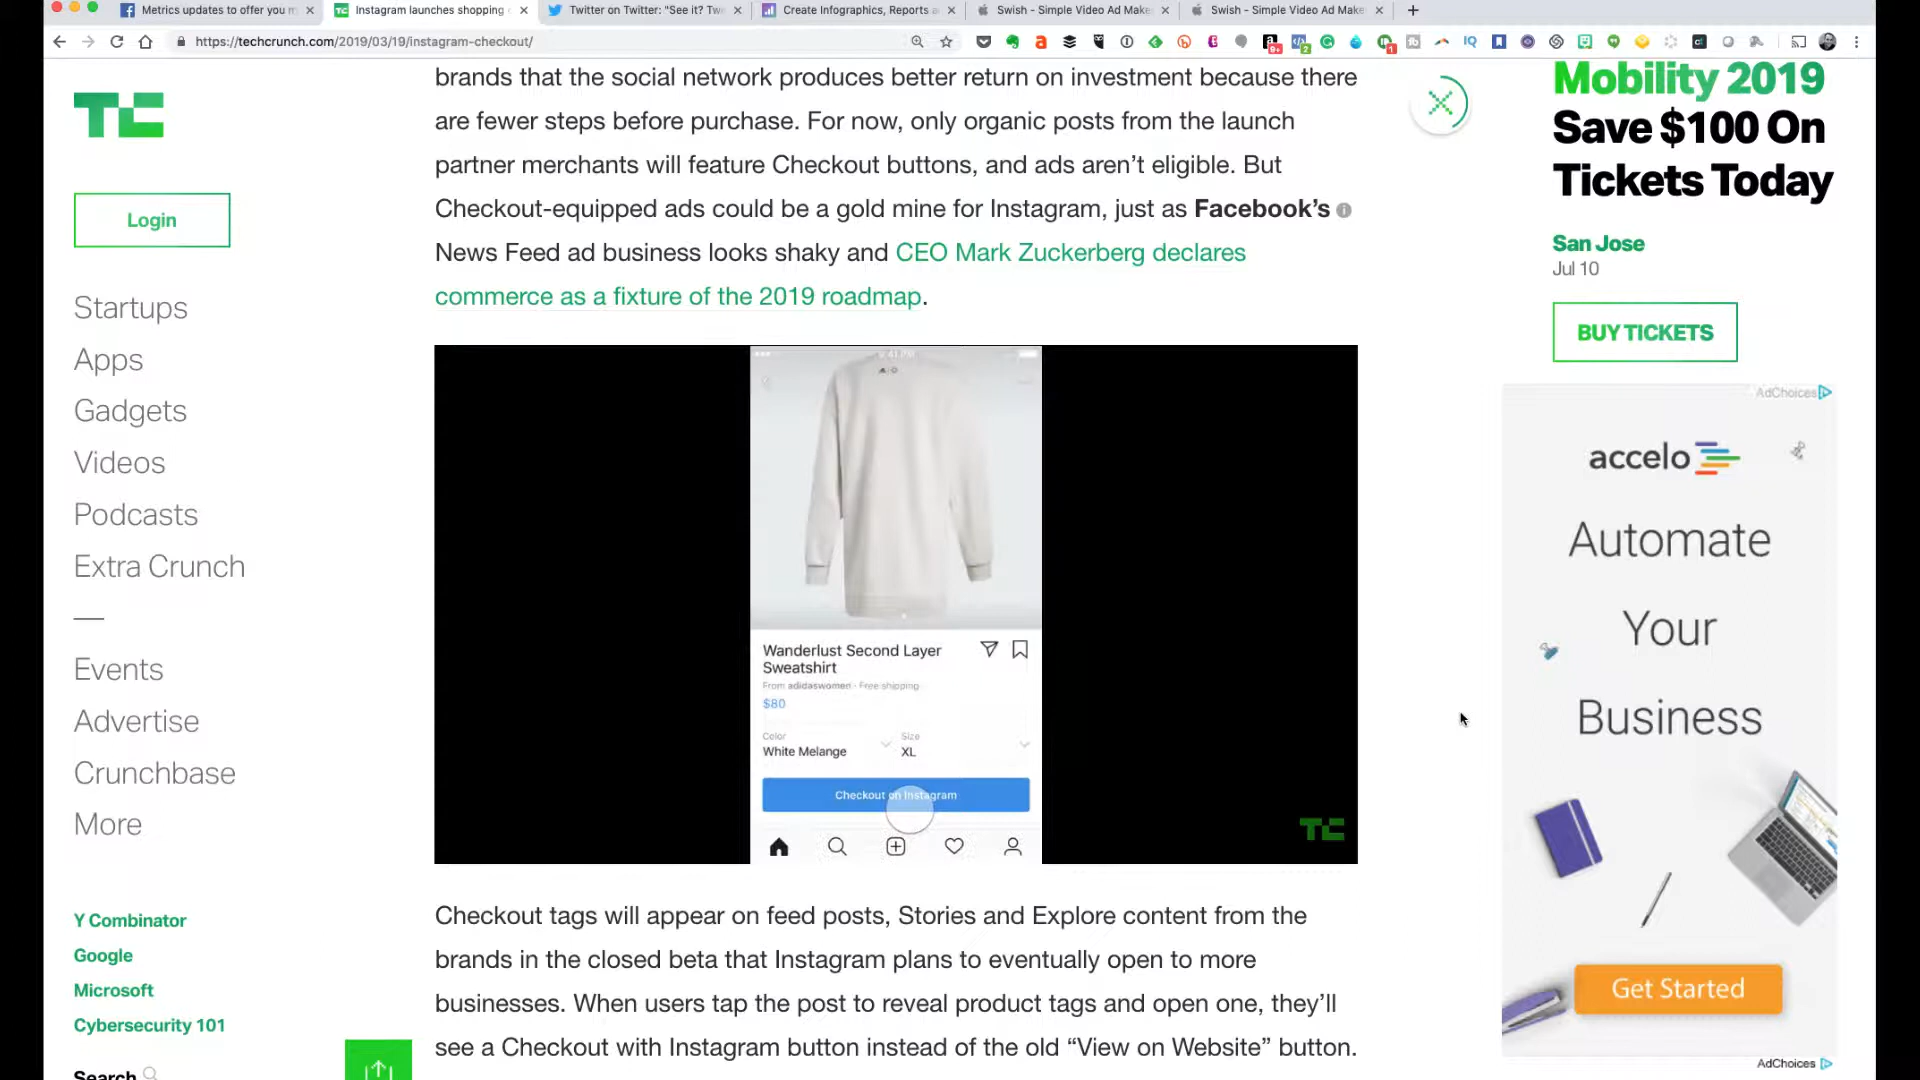 Metrics updates to offer you m
Instagram launches shopping
Twitter on Twitter: "See it? Twe
Create Infographics, Reports a
Swish - Simple Video Ad Make
Swish - Simple Video Ad Make
https://techcrunch.com/2019/03/19/instagram-checkout/
TC
Login
Startups
Apps
Gadgets
Videos
Podcasts
Extra Crunch
Events
Advertise
Crunchbase
More
Y Combinator
Google
Microsoft
Cybersecurity 101
Search
brands that the social network produces better return on investment because there
are fewer steps before purchase. For now, only organic posts from the launch
partner merchants will feature Checkout buttons, and ads aren’t eligible. But
Checkout-equipped ads could be a gold mine for Instagram, just as Facebook’s
News Feed ad business looks shaky and CEO Mark Zuckerberg declares
commerce as a fixture of the 2019 roadmap.
Wanderlust Second Layer
Sweatshirt
From adidaswomen · Free shipping
$80
Color
White Melange
Size
XL
Checkout on Instagram
TC
Checkout tags will appear on feed posts, Stories and Explore content from the
brands in the closed beta that Instagram plans to eventually open to more
businesses. When users tap the post to reveal product tags and open one, they’ll
see a Checkout with Instagram button instead of the old “View on Website” button.
Mobility 2019
Save $100 On
Tickets Today
San Jose
Jul 10
BUY TICKETS
AdChoices
accelo
Automate
Your
Business
Get Started
AdChoices